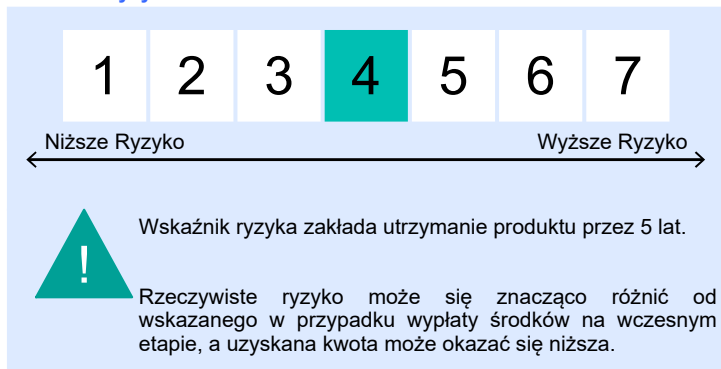 1 2 3 4 5 6 7
Niższe Ryzyko Wyższe Ryzyko
Wskaźnik ryzyka zakłada utrzymanie produktu przez 5 lat.
!
Rzeczywiste ryzyko może się znacząco różnić od
wskazanego w przypadku wypłaty środków na wczesnym
etapie, a uzyskana kwota może okazać się niższa.